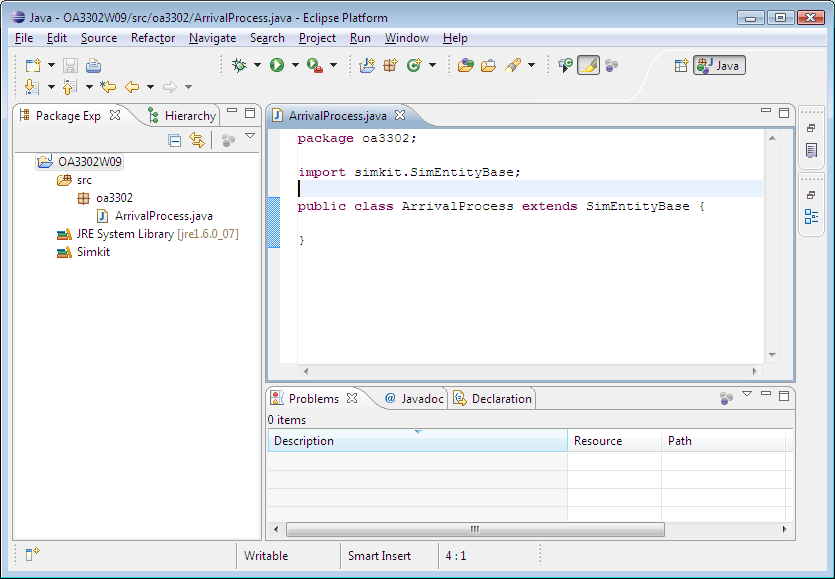 Java - OA3302W09/src/oa3302/ArrivalProcess.java - Eclipse Platform
File Edit Source Refactor Navigate Search Project Run Window Help
Java
Package Exp
Hierarchy
OA3302W09
src
oa3302
ArrivalProcess.java
JRE System Library [jre1.6.0_07]
Simkit
ArrivalProcess.java
package oa3302;
import simkit.SimEntityBase;
public class ArrivalProcess extends SimEntityBase {
}
Problems @ Javadoc Declaration
0 items
Description Resource Path
Writable Smart Insert 4 : 1